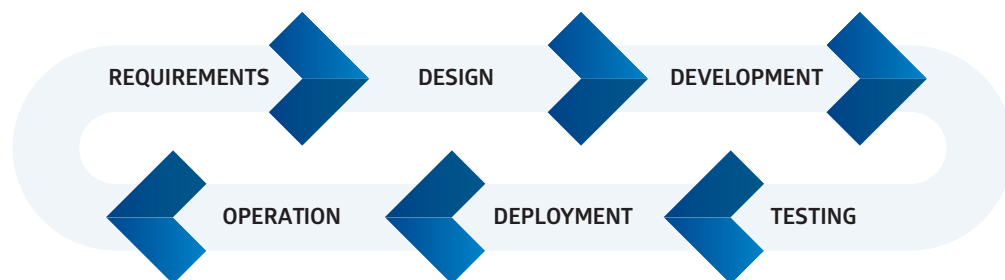 REQUIREMENTS DESIGN DEVELOPMENT
OPERATION DEPLOYMENT TESTING